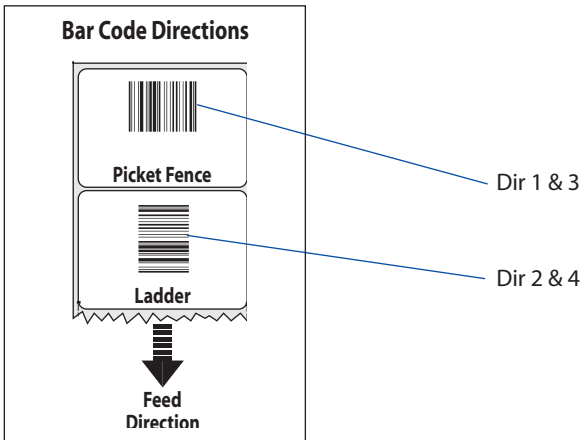 Bar Code Directions
Picket Fence
Dir 1 & 3
Ladder
Dir 2 & 4
Feed
Direction